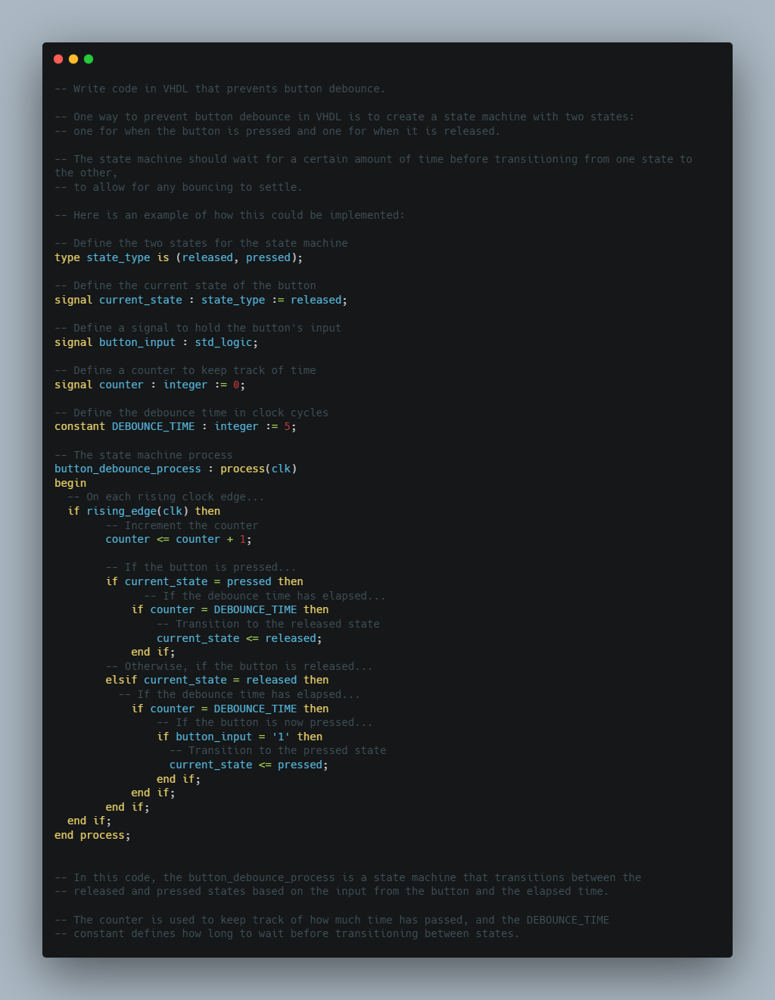 -- Write code in VHDL that prevents button debounce.
-- One way to prevent button debounce in VHDL is to create a state machine with two states:
-- one for when the button is pressed and one for when it is released.
-- The state machine should wait for a certain amount of time before transitioning from one state to
the other,
-- to allow for any bouncing to settle.
-- Here is an example of how this could be implemented:
-- Define the two states for the state machine
type state_type is (released, pressed);
-- Define the current state of the button
signal current_state : state_type := released;
-- Define a signal to hold the button's input
signal button_input : std_logic;
-- Define a counter to keep track of time
signal counter : integer := 0;
-- Define the debounce time in clock cycles
constant DEBOUNCE_TIME : integer := 5;
-- The state machine process
button_debounce_process : process(clk)
begin
  -- On each rising clock edge...
  if rising_edge(clk) then
        -- Increment the counter
        counter <= counter + 1;
        -- If the button is pressed...
        if current_state = pressed then
              -- If the debounce time has elapsed...
            if counter = DEBOUNCE_TIME then
                -- Transition to the released state
                current_state <= released;
            end if;
        -- Otherwise, if the button is released...
        elsif current_state = released then
          -- If the debounce time has elapsed...
            if counter = DEBOUNCE_TIME then
                -- If the button is now pressed...
                if button_input = '1' then
                  -- Transition to the pressed state
                  current_state <= pressed;
                end if;
            end if;
        end if;
  end if;
end process;
-- In this code, the button_debounce_process is a state machine that transitions between the
-- released and pressed states based on the input from the button and the elapsed time.
-- The counter is used to keep track of how much time has passed, and the DEBOUNCE_TIME
-- constant defines how long to wait before transitioning between states.